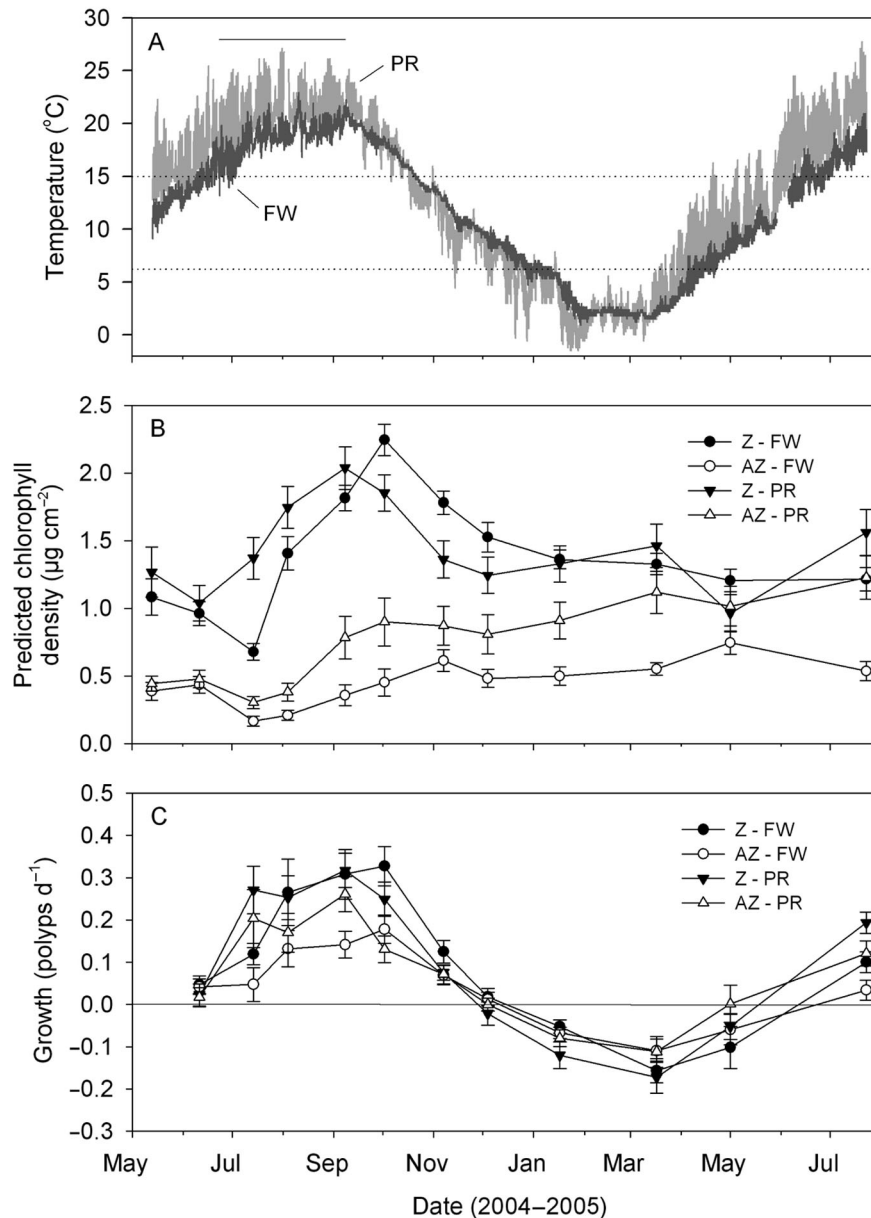 A
PR
FW
Temperature (°C)
30
25
20
15
10
5
0
B
Z - FW
AZ - FW
Z - PR
AZ - PR
Predicted chlorophyll
density (µg cm⁻²)
2.5
2.0
1.5
1.0
0.5
0.0
C
Z - FW
AZ - FW
Z - PR
AZ - PR
Growth (polyps d⁻¹)
0.5
0.4
0.3
0.2
0.1
0.0
−0.1
−0.2
−0.3
May Jul Sep Nov Jan Mar May Jul
Date (2004–2005)